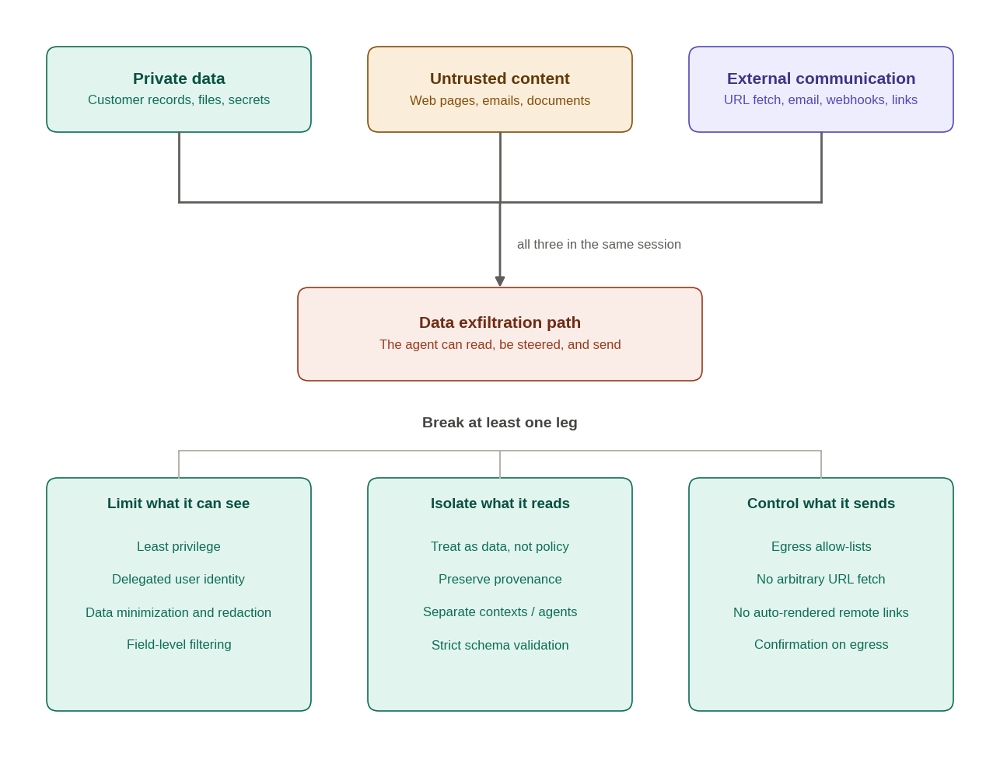 Private data
Customer records, files, secrets
Untrusted content
Web pages, emails, documents
External communication
URL fetch, email, webhooks, links
all three in the same session
Data exfiltration path
The agent can read, be steered, and send
Break at least one leg
Limit what it can see
Least privilege
Delegated user identity
Data minimization and redaction
Field-level filtering
Isolate what it reads
Treat as data, not policy
Preserve provenance
Separate contexts / agents
Strict schema validation
Control what it sends
Egress allow-lists
No arbitrary URL fetch
No auto-rendered remote links
Confirmation on egress